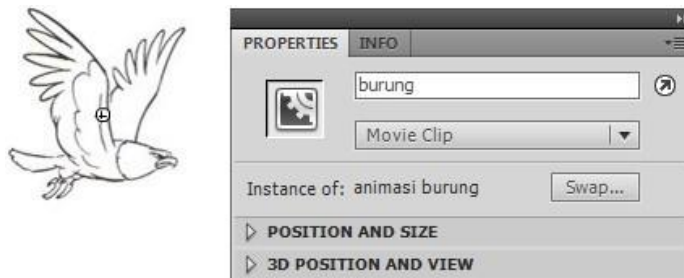 PROPERTIES INFO
burung
Movie Clip
Instance of: animasi burung Swap...
POSITION AND SIZE
3D POSITION AND VIEW